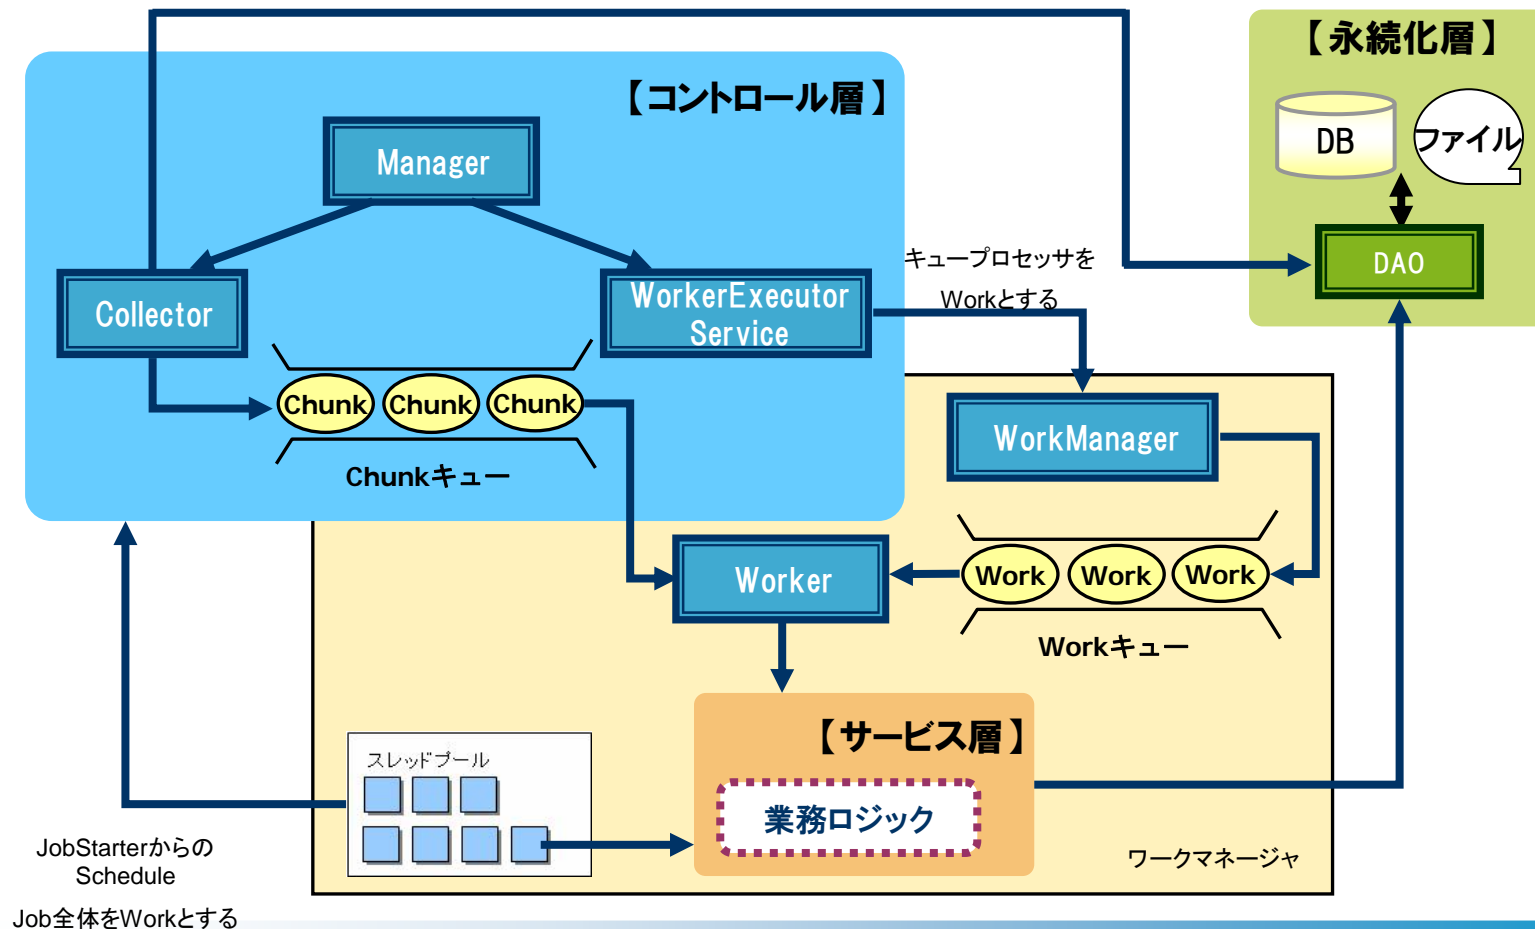 【永続化層】
【コントロール層】
DB
ファイル
Manager
DAO
キュープロセッサを
Workとする
Collector
WorkerExecutor
Service
Chunk
Chunk
Chunk
WorkManager
Chunkキュー
Worker
Work
Work
Work
Workキュー
【サービス層】
スレッドプール
業務ロジック
ワークマネージャ
JobStarterからの
Schedule
Job全体をWorkとする